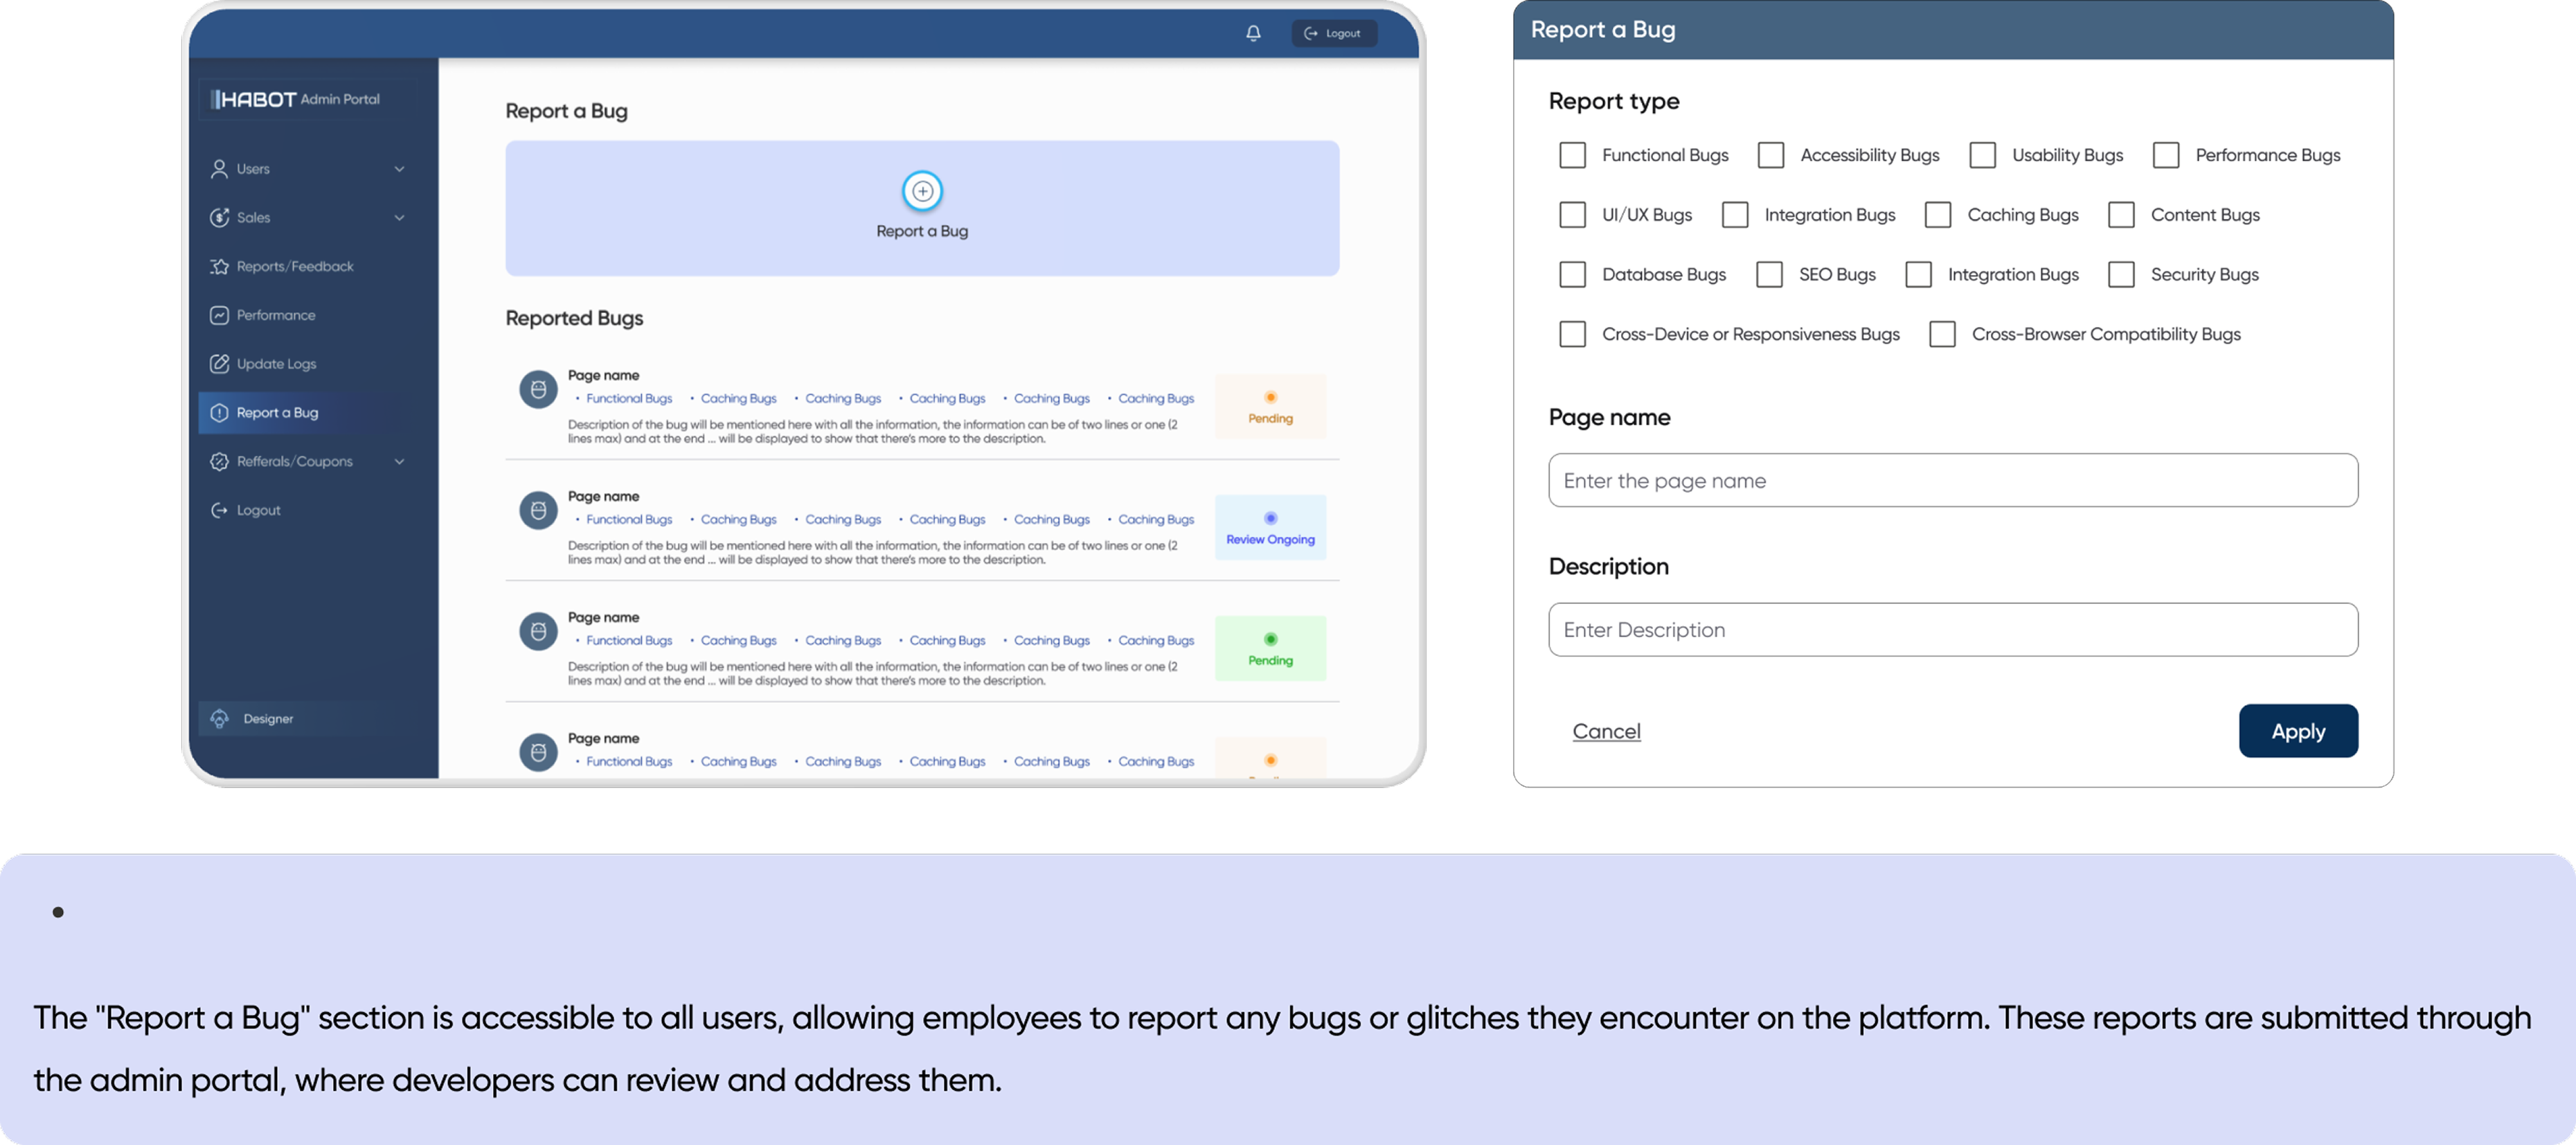 Logout
HABOT Admin Portal
Users
Sales
Reports/Feedback
Performance
Update Logs
Report a Bug
Refferals/Coupons
Logout
Designer
Report a Bug
Report a Bug
Reported Bugs
Page name
• Functional Bugs • Caching Bugs • Caching Bugs • Caching Bugs • Caching Bugs • Caching Bugs
Description of the bug will be mentioned here with all the information, the information can be of two lines or one (2
lines max) and at the end ... will be displayed to show that there's more to the description.
Pending
Page name
• Functional Bugs • Caching Bugs • Caching Bugs • Caching Bugs • Caching Bugs • Caching Bugs
Description of the bug will be mentioned here with all the information, the information can be of two lines or one (2
lines max) and at the end ... will be displayed to show that there's more to the description.
Review Ongoing
Page name
• Functional Bugs • Caching Bugs • Caching Bugs • Caching Bugs • Caching Bugs • Caching Bugs
Description of the bug will be mentioned here with all the information, the information can be of two lines or one (2
lines max) and at the end ... will be displayed to show that there's more to the description.
Pending
Page name
• Functional Bugs • Caching Bugs • Caching Bugs • Caching Bugs • Caching Bugs • Caching Bugs
Report a Bug
Report type
Functional Bugs Accessibility Bugs Usability Bugs Performance Bugs
UI/UX Bugs Integration Bugs Caching Bugs Content Bugs
Database Bugs SEO Bugs Integration Bugs Security Bugs
Cross-Device or Responsiveness Bugs Cross-Browser Compatibility Bugs
Page name
Enter the page name
Description
Enter Description
Cancel
Apply
•
The "Report a Bug" section is accessible to all users, allowing employees to report any bugs or glitches they encounter on the platform. These reports are submitted through
the admin portal, where developers can review and address them.